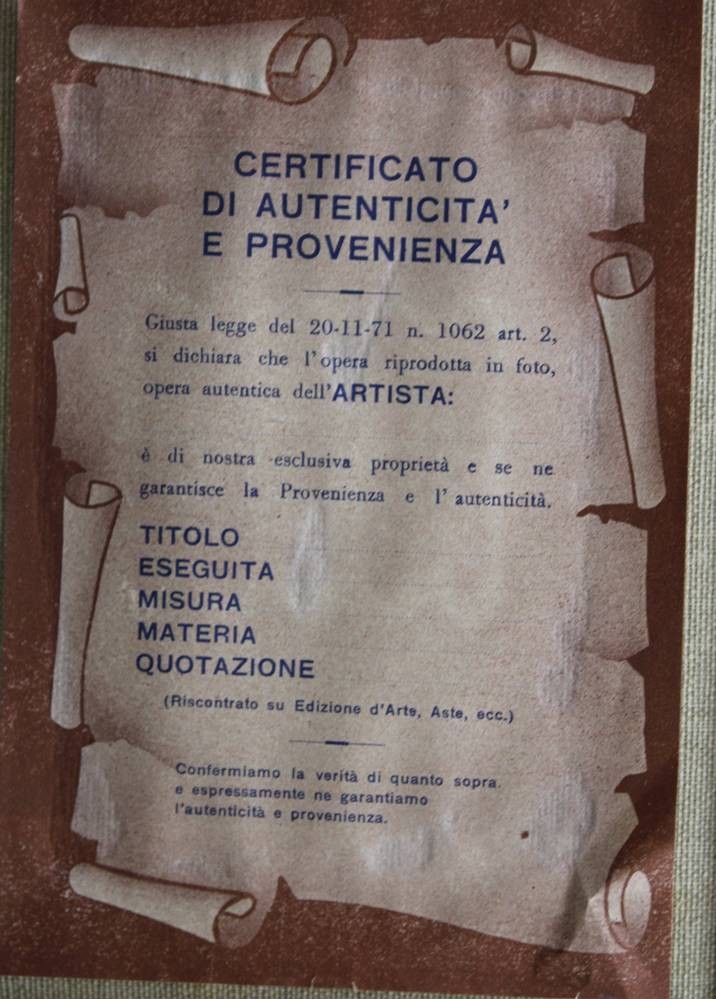 CERTIFICATO
DI AUTENTICITA'
E PROVENIENZA
Giusta legge del 20-11-71 n. 1062 art. 2,
si dichiara che l'opera riprodotta in foto,
opera autentica dell'ARTISTA:
è di nostra esclusiva proprietà e se ne
garantisce la Provenienza e l'autenticità.
TITOLO
ESEGUITA
MISURA
MATERIA
QUOTAZIONE
(Riscontrato su Edizione d'Arte, Aste, ecc.)
Confermiamo la verità di quanto sopra
e espressamente ne garantiamo
l'autenticità e provenienza.